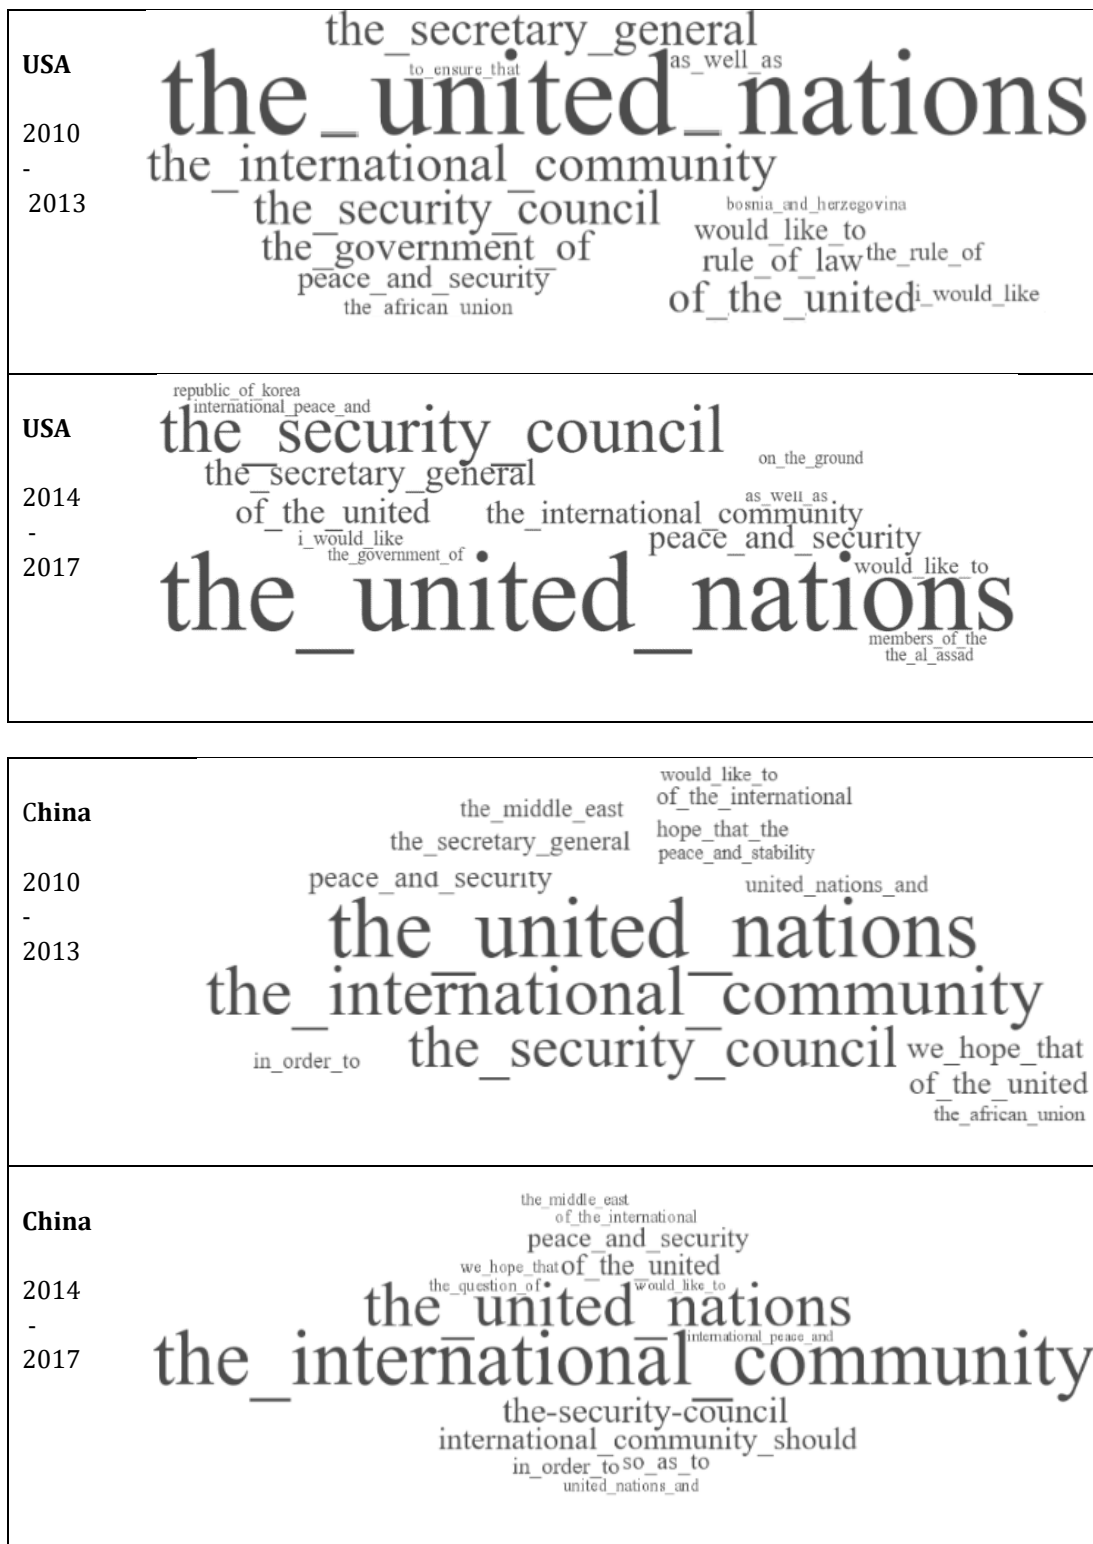 USA
2010
-
2013
the_secretary_general
to_ensure_that
as_well_as
the_united_nations
the_international_community
the_security_council
bosnia_and_herzegovina
would_like_to
the_government_of
rule_of_law the_rule_of
peace_and_security
of_the_united i_would_like
the_african_union
USA
2014
-
2017
republic_of_korea
international_peace_and
the_security_council
on_the_ground
the_secretary_general
as_well_as
of_the_united the_international_community
i_would_like
peace_and_security
the_government_of
would_like_to
the_united_nations
members_of_the
the_al_assad
China
2010
-
2013
would_like_to
the_middle_east
of_the_international
the_secretary_general
hope_that_the
peace_and_stability
peace_and_security
united_nations_and
the_united_nations
the_international_community
in_order_to the_security_council we_hope_that
of_the_united
the_african_union
China
2014
-
2017
the_middle_east
of_the_international
peace_and_security
we_hope_that of_the_united
the_question_of would_like_to
the_united_nations
international_peace_and
the_international_community
the-security-council
international_community_should
in_order_to so_as_to
united_nations_and